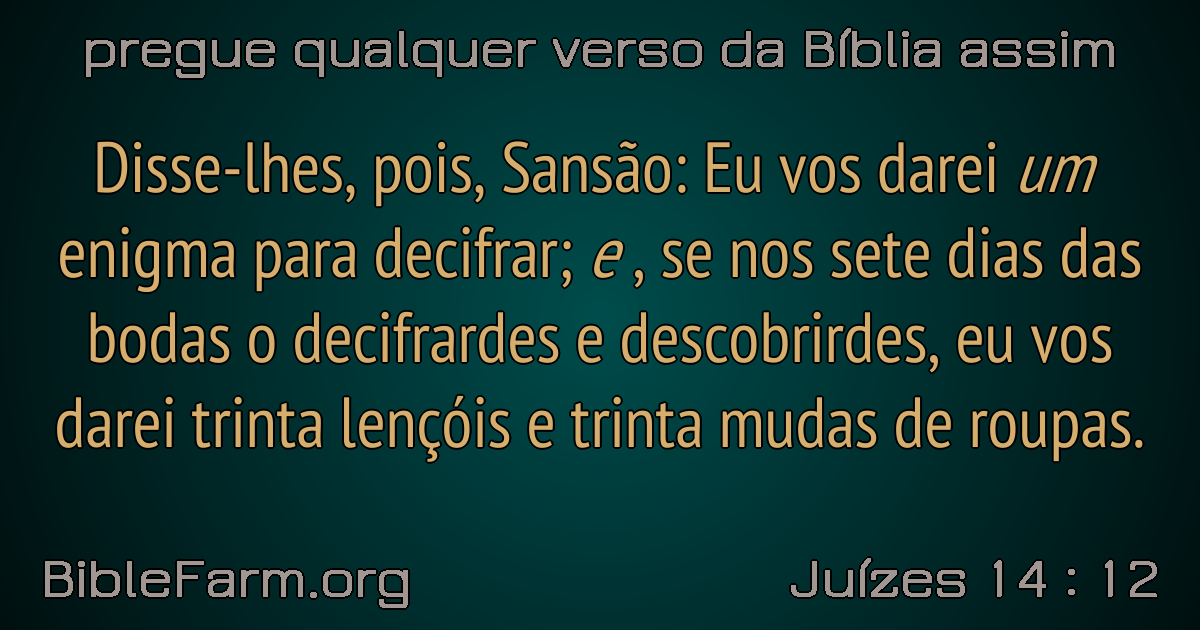 pregue qualquer verso da Bíblia assim
Disse-lhes, pois, Sansão: Eu vos darei um
enigma para decifrar; e , se nos sete dias das
bodas o decifrardes e descobrirdes, eu vos
darei trinta lençóis e trinta mudas de roupas.
BibleFarm.org
Juízes 14 : 12